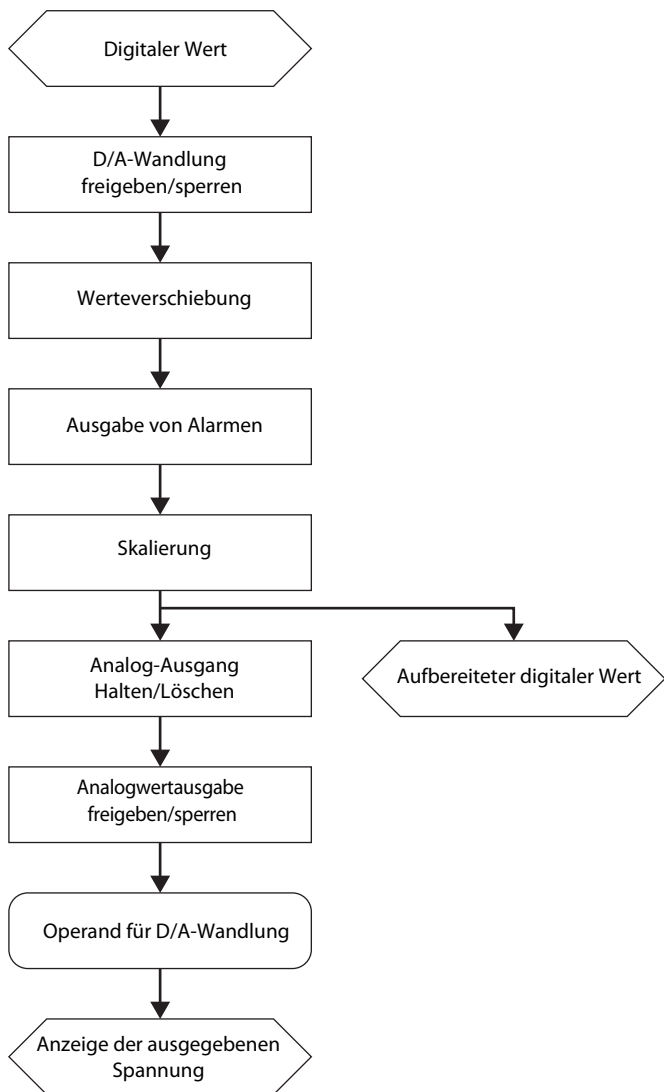 Digitaler Wert
D/A-Wandlung
freigeben/sperren
Werteverschiebung
Ausgabe von Alarmen
Skalierung
Analog-Ausgang
Halten/Löschen
Aufbereiteter digitaler Wert
Analogwertausgabe
freigeben/sperren
Operand für D/A-Wandlung
Anzeige der ausgegebenen
Spannung